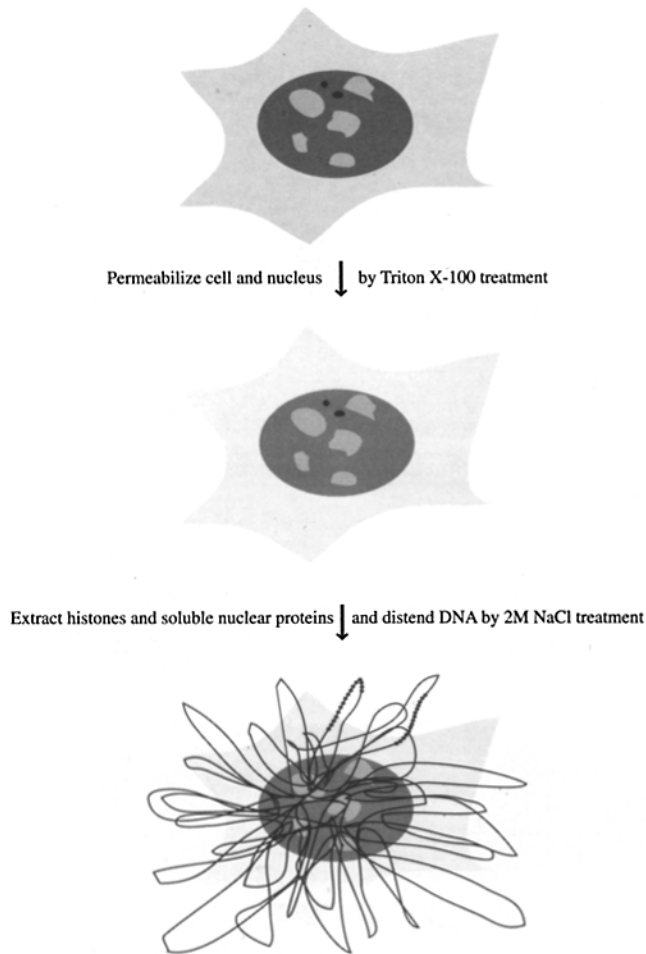 Permeabilize cell and nucleus by Triton X-100 treatment
Extract histones and soluble nuclear proteins and distend DNA by 2M NaCl treatment